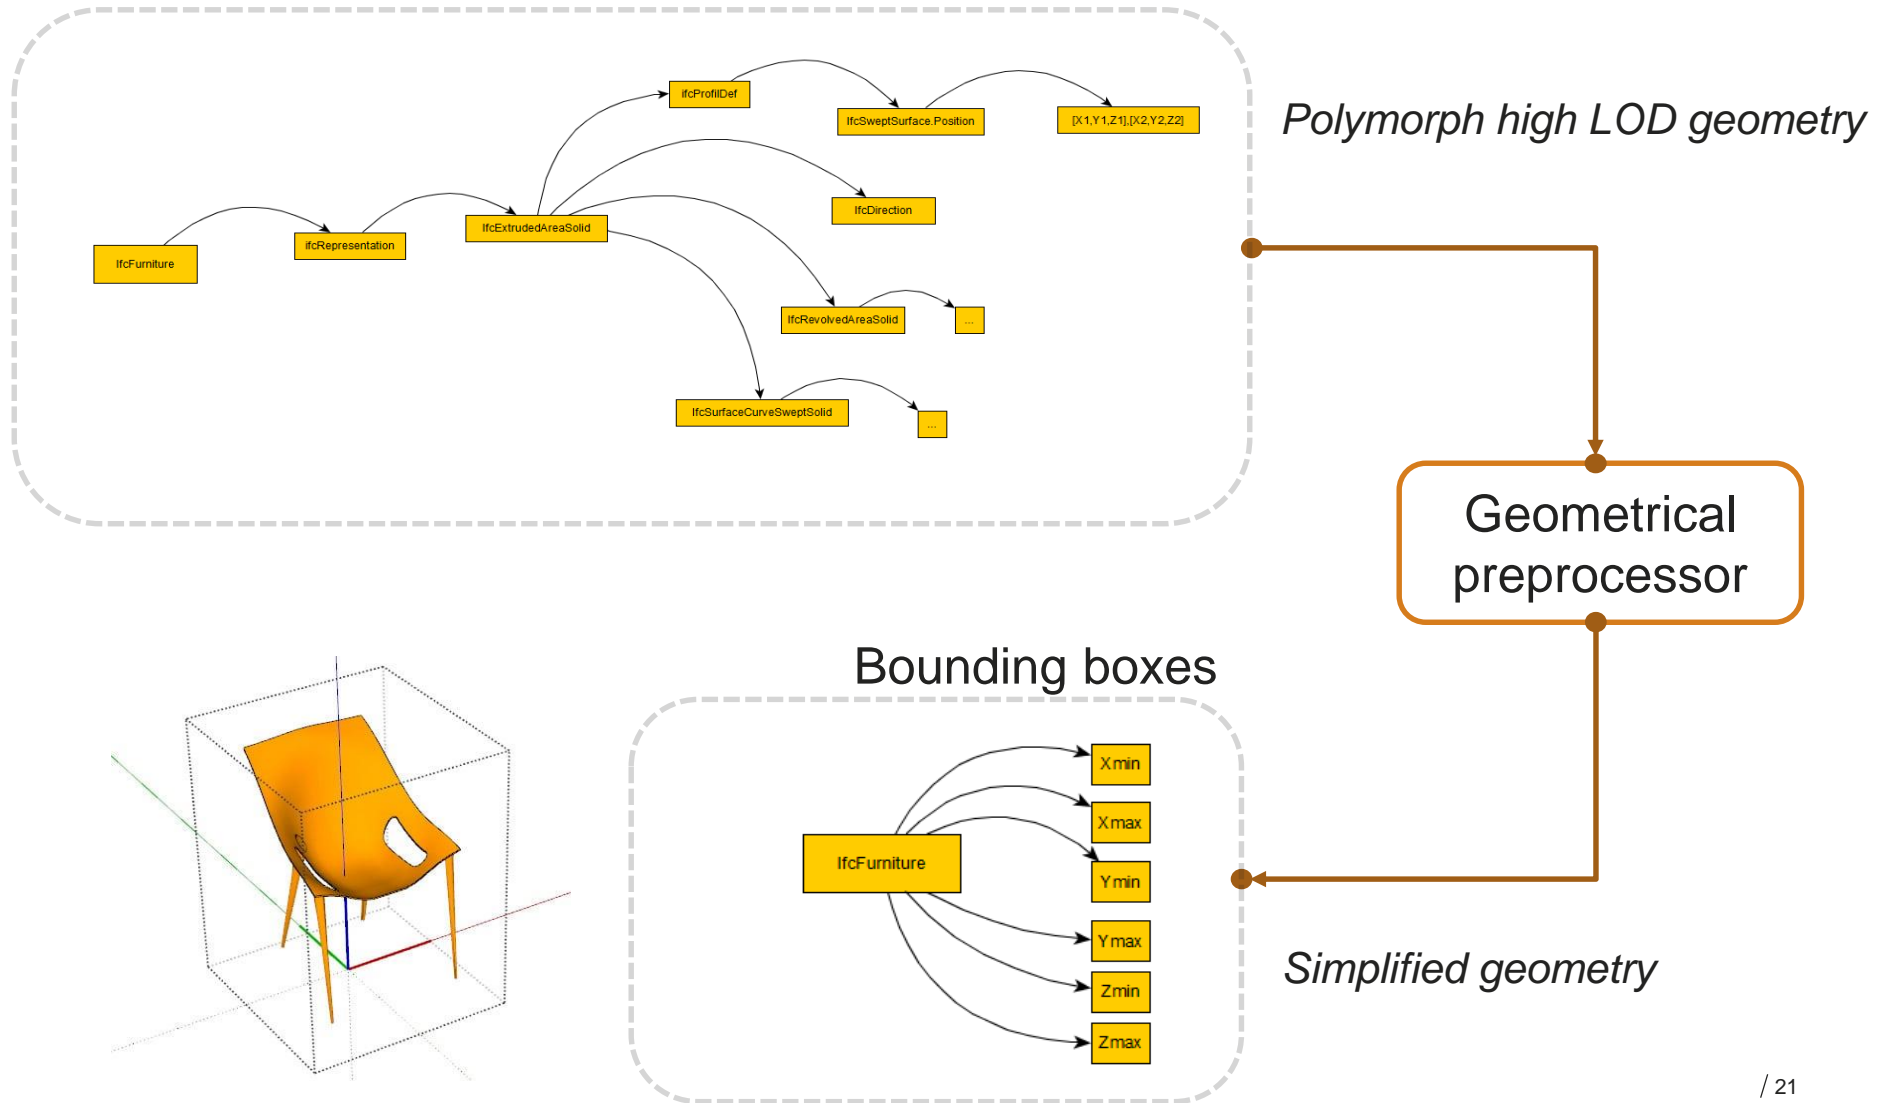 ifcProfilDef
IfcSweptSurface.Position
[X1,Y1,Z1],[X2,Y2,Z2]
Polymorph high LOD geometry
IfcDirection
IfcExtrudedAreaSolid
ifcRepresentation
IfcFurniture
IfcRevolvedAreaSolid
...
IfcSurfaceCurveSweptSolid
...
Geometrical
preprocessor
Bounding boxes
Xmin
Xmax
IfcFurniture
Ymin
Ymax
Simplified geometry
Zmin
Zmax
/ 21